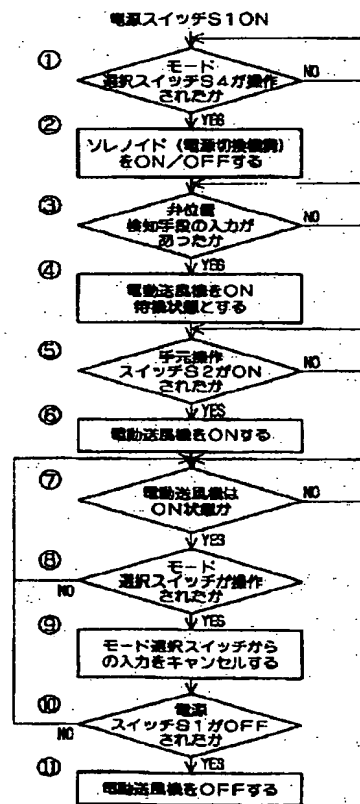 電源スイッチS1ON
①
モード
選択スイッチS4が操作
されたか
NO
YES
②
ソレノイド(電源切換機構)
をON/OFFする
③
弁位置
検知手段の入力が
あったか
NO
YES
④
電動送風機をON
待機状態とする
⑤
手元操作
スイッチS2がON
されたか
NO
YES
⑥
電動送風機をONする
⑦
電動送風機は
ON状態か
NO
YES
⑧
モード
選択スイッチが操作
されたか
NO
YES
⑨
モード選択スイッチから
の入力をキャンセルする
⑩
電源
スイッチS1がOFF
されたか
NO
YES
⑪
電動送風機をOFFする